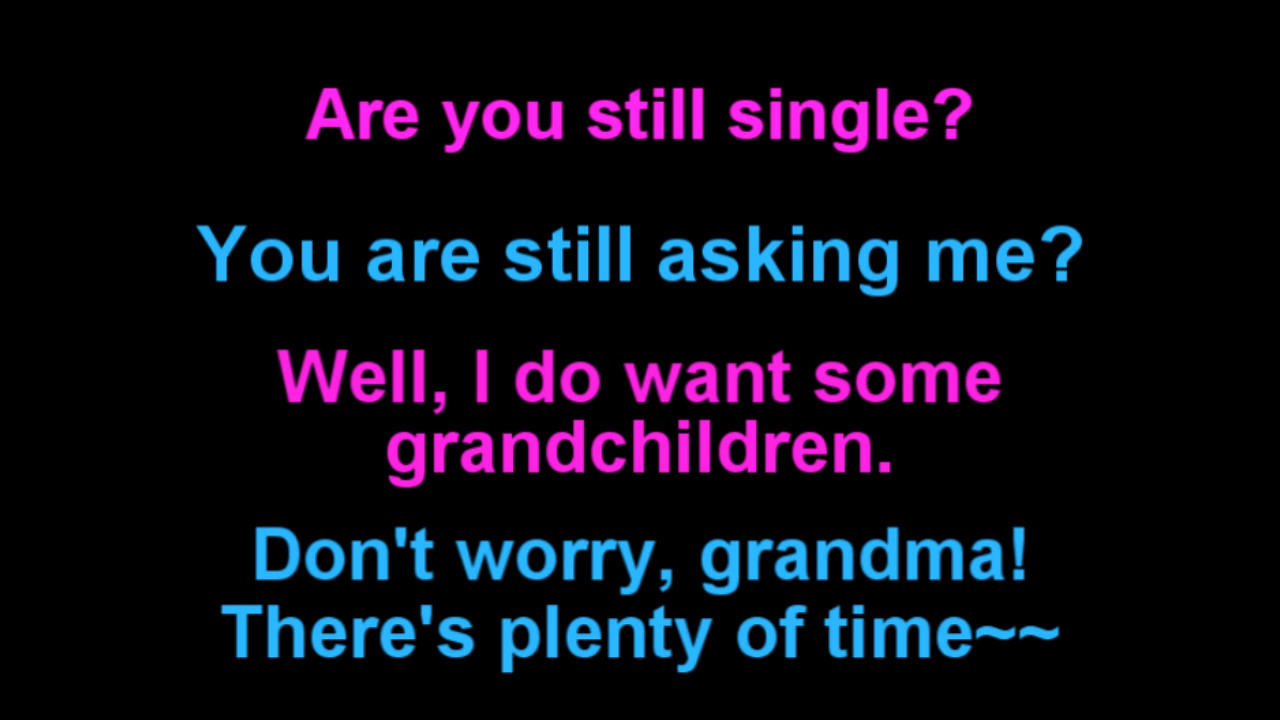 Are you still single?
You are still asking me?
Well, I do want some
grandchildren.
Don't worry, grandma!
There's plenty of time~~